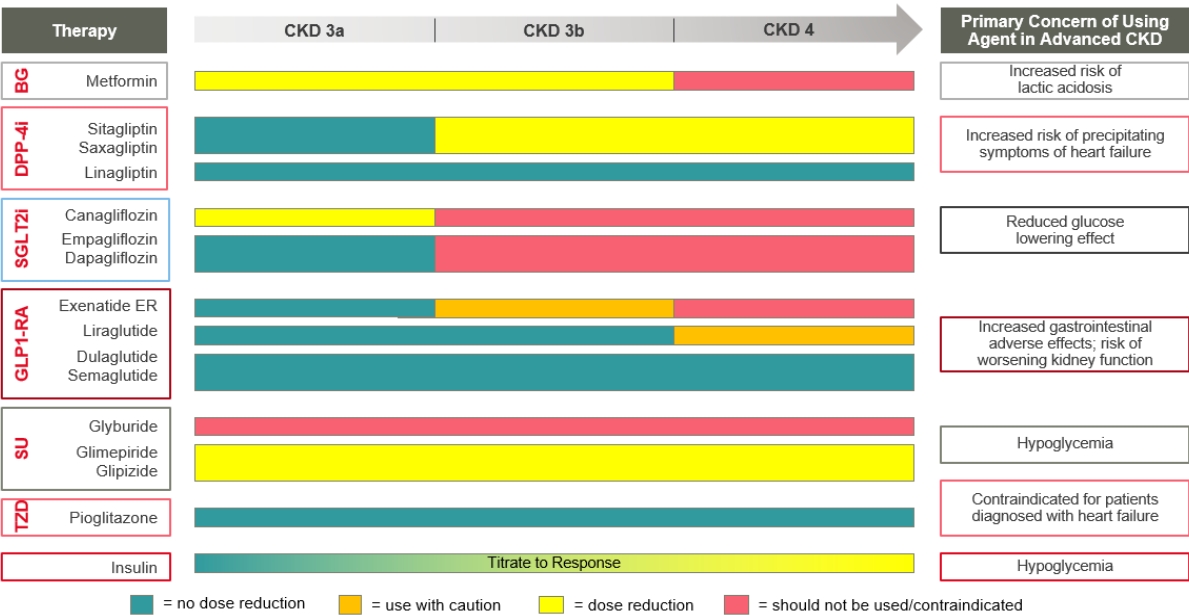 Therapy
CKD 3a
CKD 3b
CKD 4
Primary Concern of Using
Agent in Advanced CKD
BG
Metformin
Increased risk of
lactic acidosis
DPP-4i
Sitagliptin
Saxagliptin
Linagliptin
Increased risk of precipitating
symptoms of heart failure
SGLT2i
Canagliflozin
Empagliflozin
Dapagliflozin
Reduced glucose
lowering effect
GLP1-RA
Exenatide ER
Liraglutide
Dulaglutide
Semaglutide
Increased gastrointestinal
adverse effects; risk of
worsening kidney function
SU
Glyburide
Glimepiride
Glipizide
Hypoglycemia
TZD
Pioglitazone
Contraindicated for patients
diagnosed with heart failure
Insulin
Titrate to Response
Hypoglycemia
= no dose reduction
= use with caution
= dose reduction
= should not be used/contraindicated